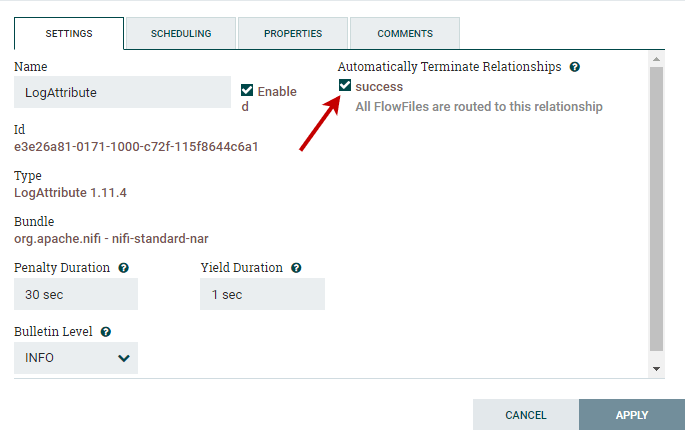 SETTINGS
SCHEDULING
PROPERTIES
COMMENTS
Name
LogAttribute
Enable
d
Automatically Terminate Relationships
success
All FlowFiles are routed to this relationship
Id
e3e26a81-0171-1000-c72f-115f8644c6a1
Type
LogAttribute 1.11.4
Bundle
org.apache.nifi - nifi-standard-nar
Penalty Duration ?
Yield Duration ?
30 sec
1 sec
Bulletin Level ?
INFO
CANCEL
APPLY